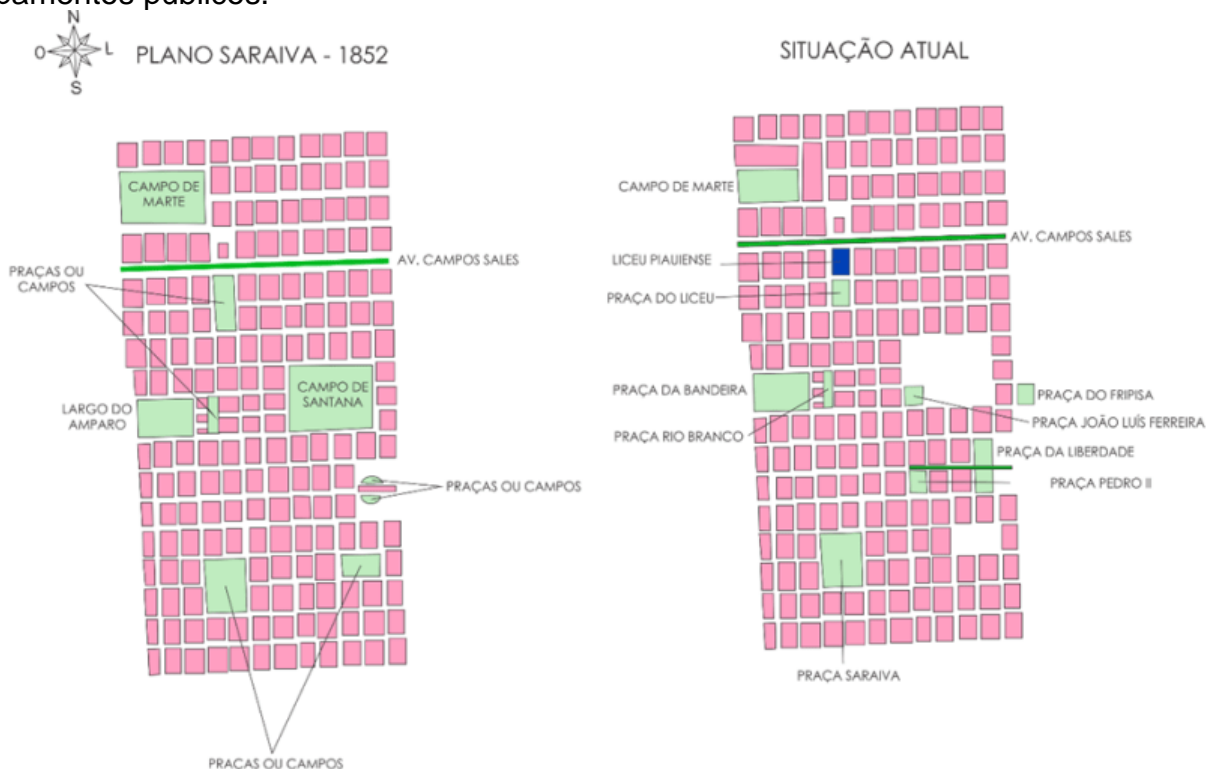 camentos públicos.
N
O
L
S
PLANO SARAIVA - 1852
CAMPO DE
MARTE
PRAÇAS OU
CAMPOS
AV. CAMPOS SALES
CAMPO DE
SANTANA
LARGO DO
AMPARO
PRAÇAS OU CAMPOS
PRAÇAS OU CAMPOS
SITUAÇÃO ATUAL
CAMPO DE MARTE
AV. CAMPOS SALES
LICEU PIAUIENSE
PRAÇA DO LICEU
PRAÇA DA BANDEIRA
PRAÇA DO FRIPISA
PRAÇA JOÃO LUÍS FERREIRA
PRAÇA RIO BRANCO
PRAÇA DA LIBERDADE
PRAÇA PEDRO II
PRAÇA SARAIVA